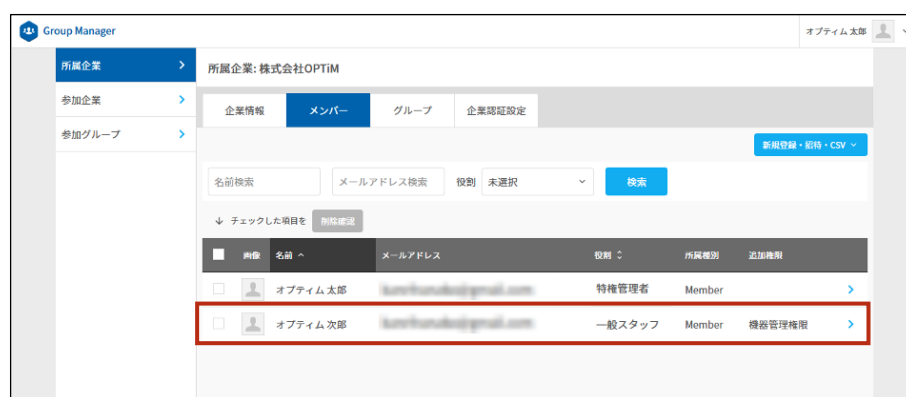 Group Manager
オプティム 太郎
所属企業
参加企業
参加グループ
所属企業: 株式会社OPTiM
企業情報 メンバー グループ 企業認証設定
新規登録・招待・CSV
名前検索 メールアドレス検索 役割 未選択 検索
チェックした項目を 削除確認
画像 名前 メールアドレス 役割 所属種別 追加権限
オプティム 太郎 特権管理者 Member
オプティム 次郎 一般スタッフ Member 機器管理権限